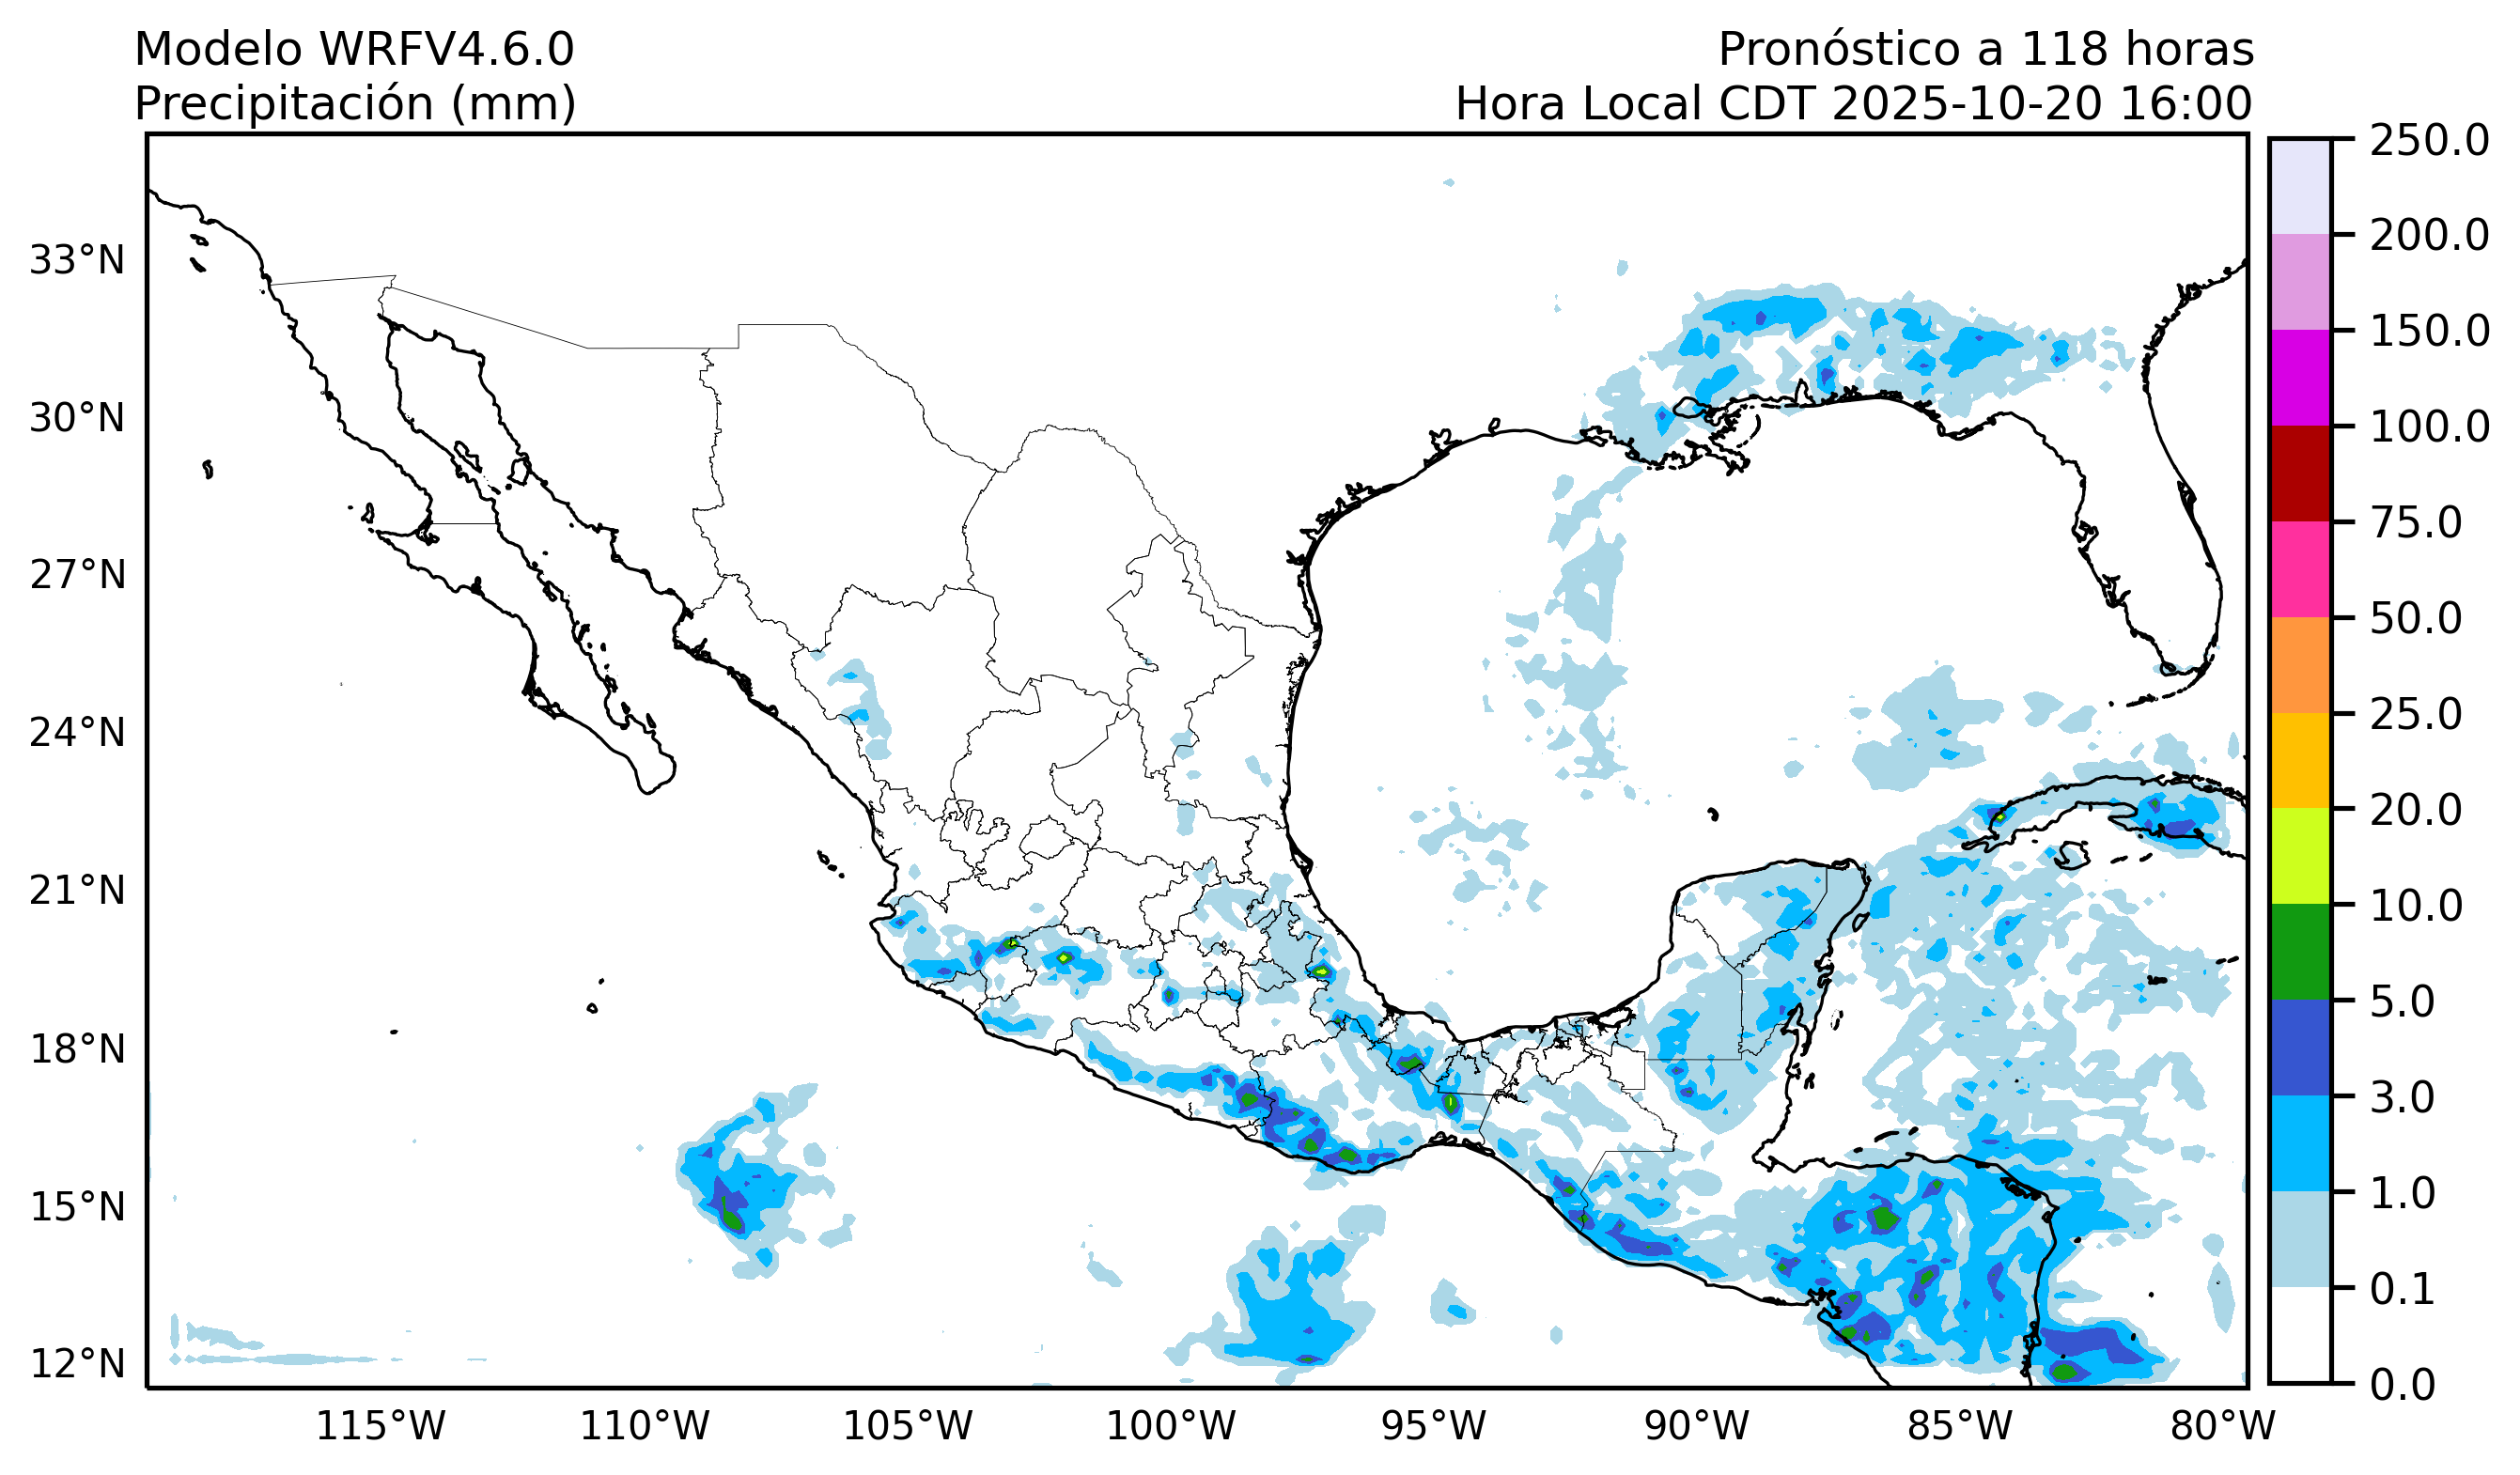 Modelo WRFV4.6.0
Precipitación (mm)
Pronóstico a 118 horas
Hora Local CDT 2025-10-20 16:00
33°N
30°N
27°N
24°N
21°N
18°N
15°N
12°N
115°W
110°W
105°W
100°W
95°W
90°W
85°W
80°W
250.0
200.0
150.0
100.0
75.0
50.0
25.0
20.0
10.0
5.0
3.0
1.0
0.1
0.0